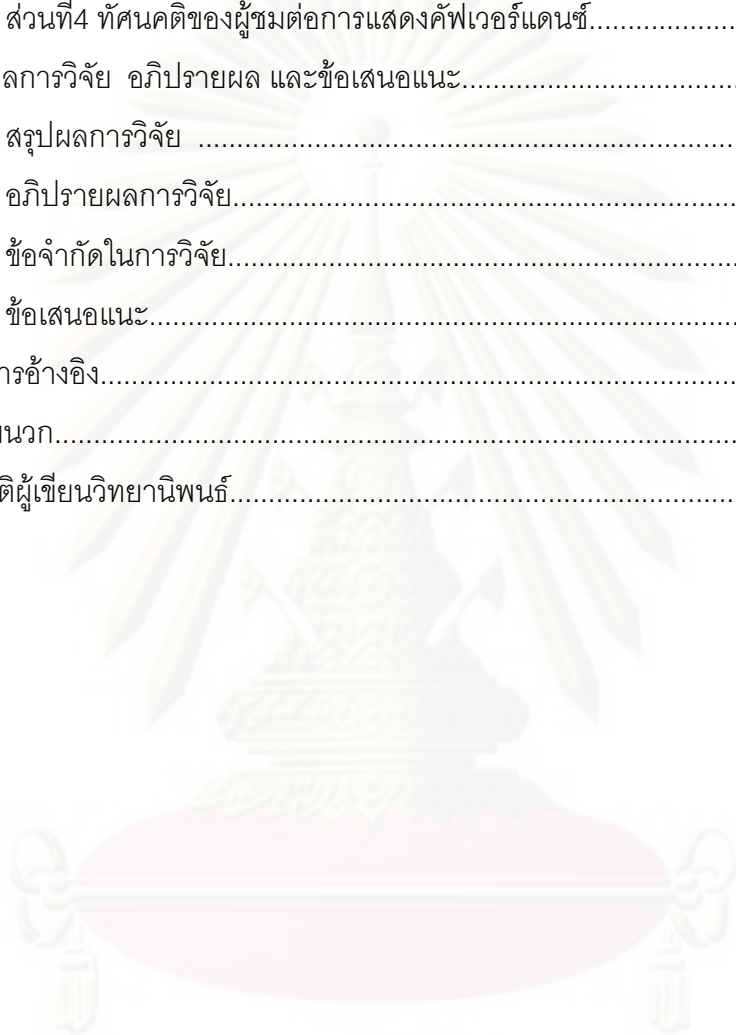 ส่วนที่4 ทัศนคติของผู้ชมต่อการแสดงคัฟเวอร์แดนซ์...................
ลการวิจัย อภิปรายผล และข้อเสนอแนะ...................................
สรุปผลการวิจัย ....................................................................
อภิปรายผลการวิจัย................................................................
ข้อจำกัดในการวิจัย................................................................
ข้อเสนอแนะ..........................................................................
ารอ้างอิง................................................................................
นวก......................................................................................
ติผู้เขียนวิทยานิพนธ์................................................................